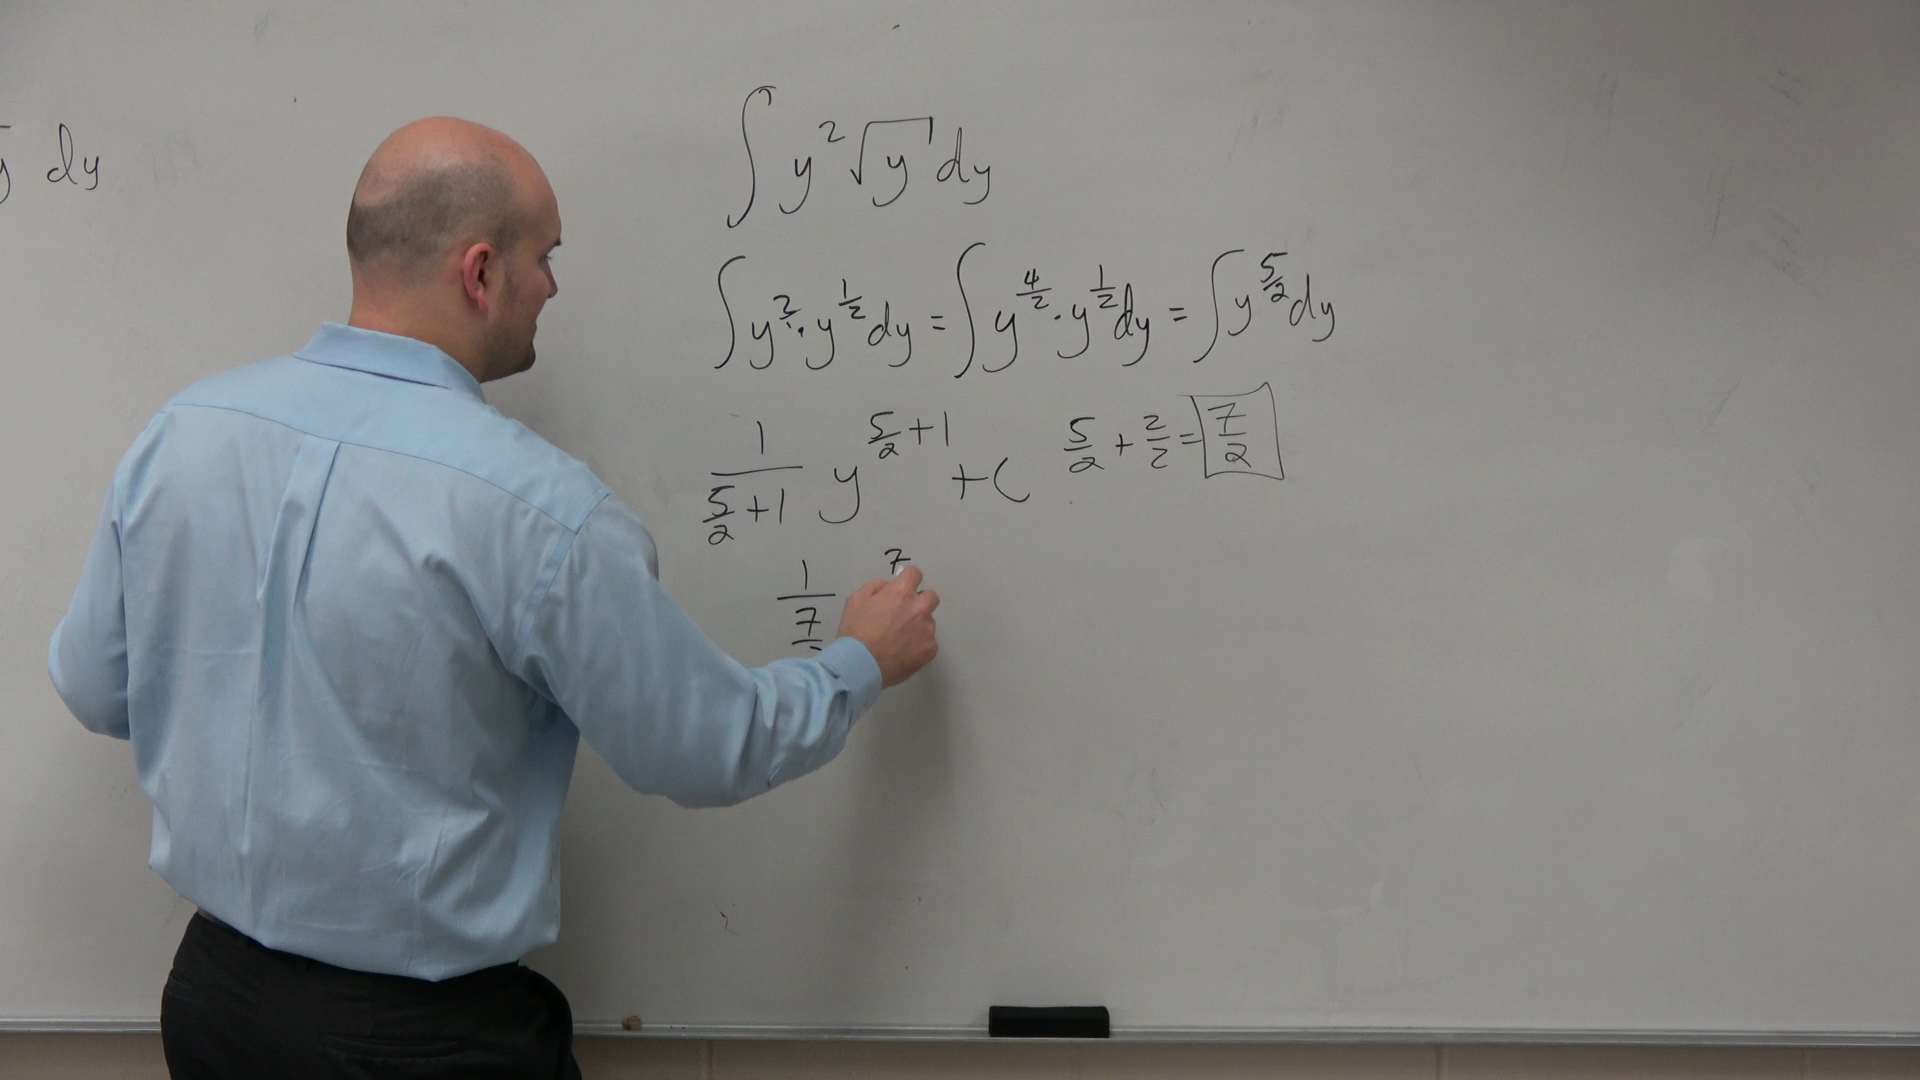 dy
∫ y² √y dy
∫ y^(2/1) · y^(1/2) dy = ∫ y^(4/2) · y^(1/2) dy = ∫ y^(5/2) dy
1/(5/2+1) y^(5/2+1) + C 5/2 + 2/2 = 7/2
1/7 7